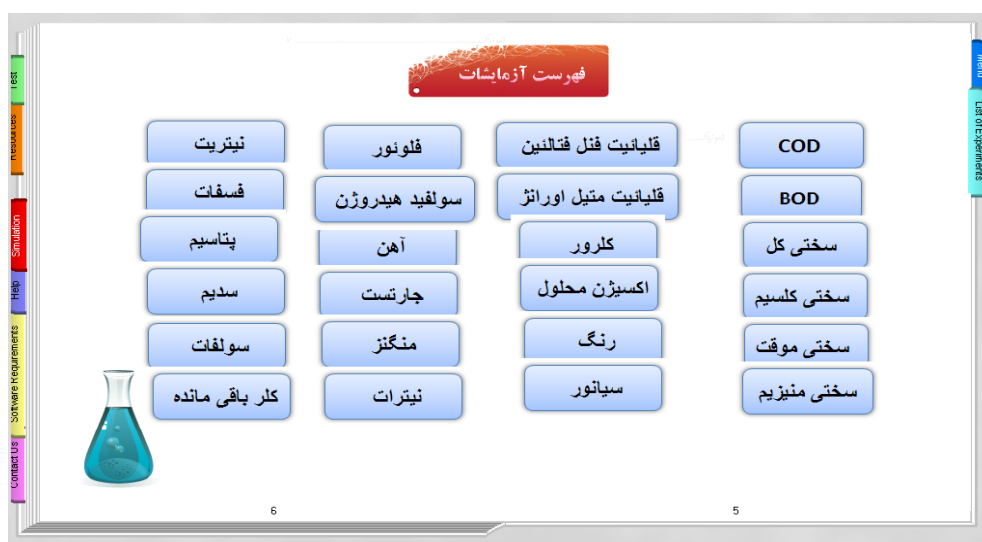 فهرست آزمایشات
COD
BOD
سختی کل
سختی کلسیم
سختی موقت
سختی منیزیم
قلیائیت فنل فتالئین
قلیائیت متیل اورانژ
کلرور
اکسیژن محلول
رنگ
سیانور
فلوئور
سولفید هیدروژن
آهن
جارتست
منگنز
نیترات
نیتریت
فسفات
پتاسیم
سدیم
سولفات
کلر باقی مانده
5
6
Menu
List of Experiments
Test
Resources
Simulation
Help
Software Requirements
Contact Us